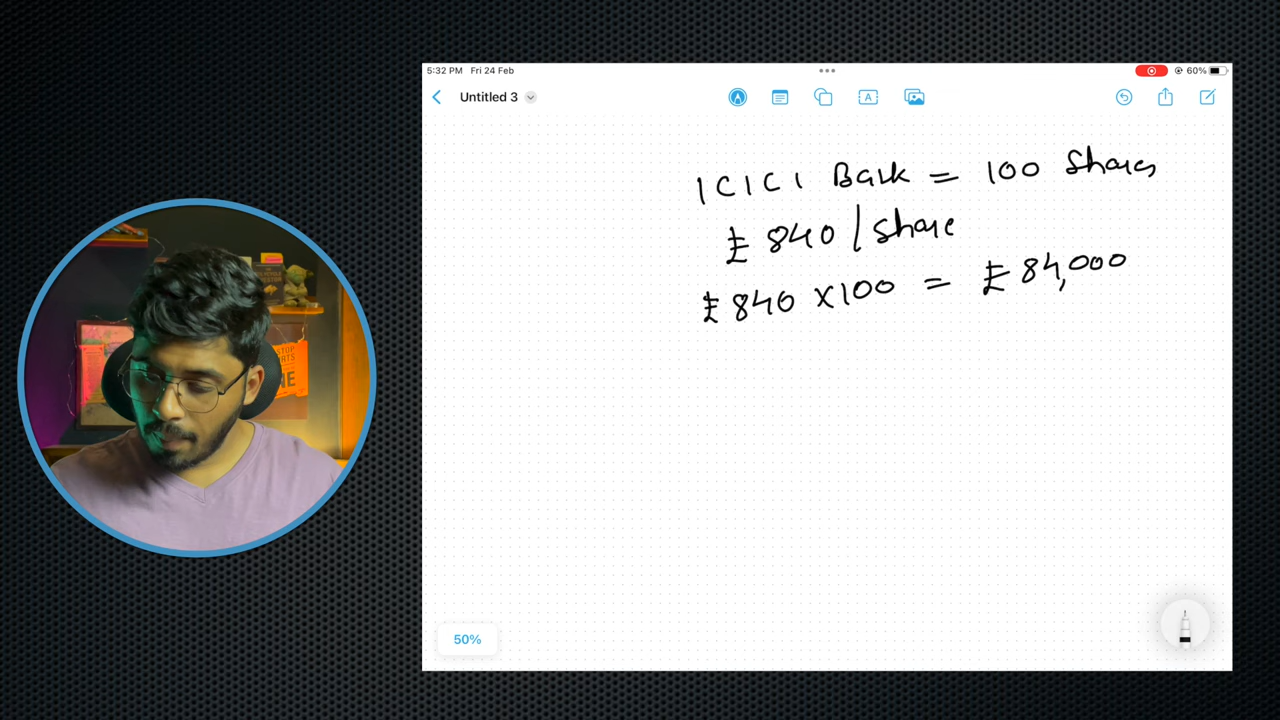 5:32 PM Fri 24 Feb
60%
Untitled 3
A
ICICI Bank = 100 Shares
₹ 840 / share
₹ 840 x 100 = ₹ 84,000
50%